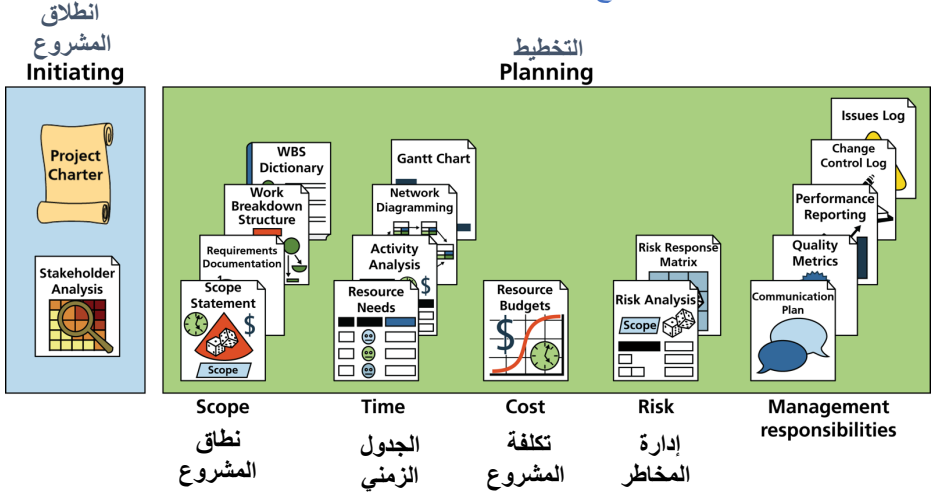 انطلاق
المشروع
Initiating
Project
Charter
Stakeholder
Analysis
التخطيط
Planning
WBS
Dictionary
Work
Breakdown
Structure
Requirements
Documentation
Scope
Statement
$
Scope
Gantt Chart
Network
Diagramming
Activity
Analysis
$
Resource
Needs
Resource
Budgets
$
Risk Response
Matrix
Risk Analysis
Scope
Issues Log
Change
Control Log
Performance
Reporting
Quality
Metrics
Communication
Plan
Scope
نطاق
المشروع
Time
الجدول
الزمني
Cost
تكلفة
المشروع
Risk
إدارة
المخاطر
Management
responsibilities